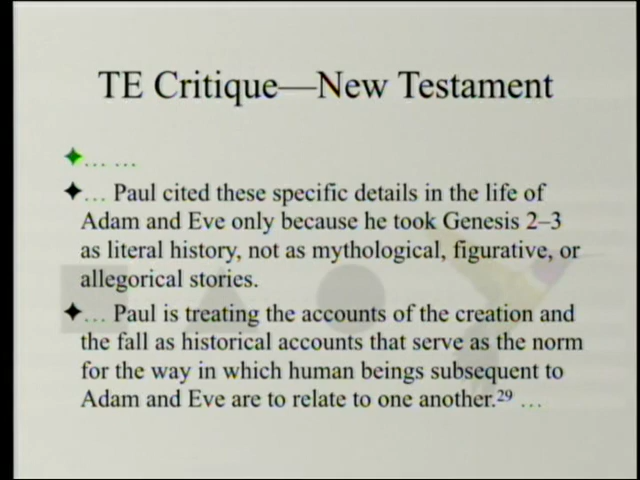 TE Critique—New Testament
✦… …
✦… Paul cited these specific details in the life of
Adam and Eve only because he took Genesis 2–3
as literal history, not as mythological, figurative, or
allegorical stories.
✦… Paul is treating the accounts of the creation and
the fall as historical accounts that serve as the norm
for the way in which human beings subsequent to
Adam and Eve are to relate to one another.29 …